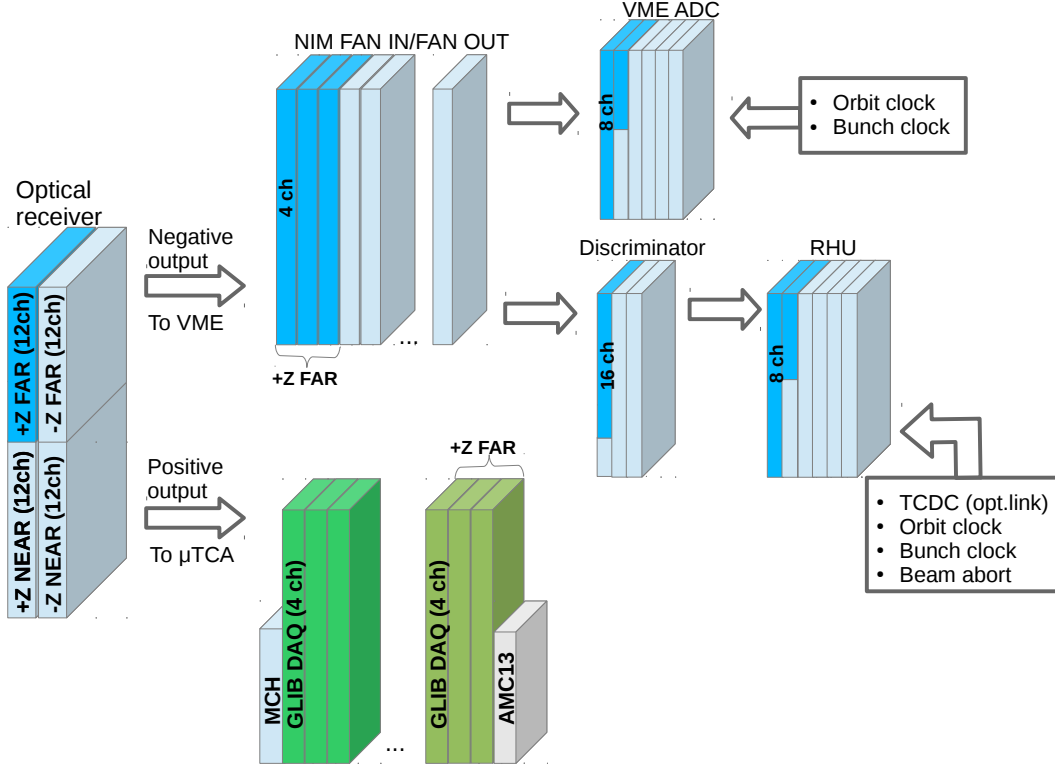 VME ADC
NIM FAN IN/FAN OUT
8 ch
• Orbit clock
• Bunch clock
4 ch
Optical
receiver
Negative
output
To VME
+Z FAR (12ch)
-Z FAR (12ch)
...
+Z FAR
Discriminator
RHU
16 ch
8 ch
+Z NEAR (12ch)
-Z NEAR (12ch)
Positive
output
To μTCA
+Z FAR
MCH
GLIB DAQ (4 ch)
...
GLIB DAQ (4 ch)
AMC13
• TCDC (opt.link)
• Orbit clock
• Bunch clock
• Beam abort